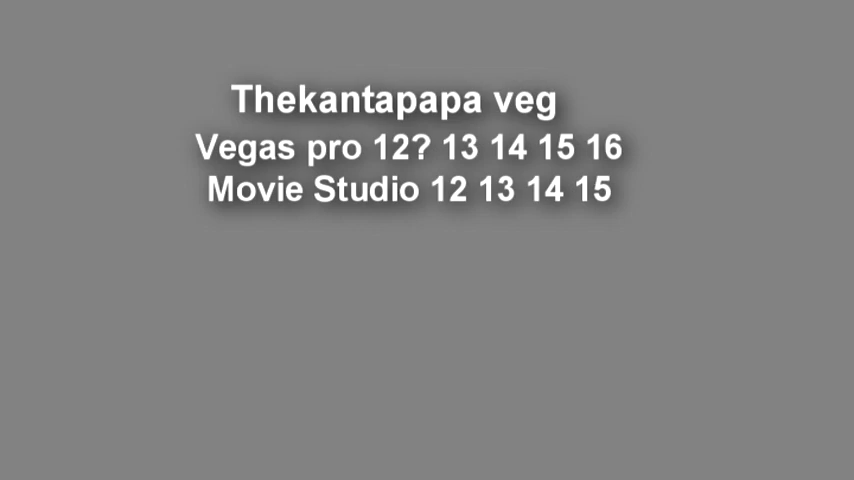 Thekantapapa veg
Vegas pro 12? 13 14 15 16
Movie Studio 12 13 14 15